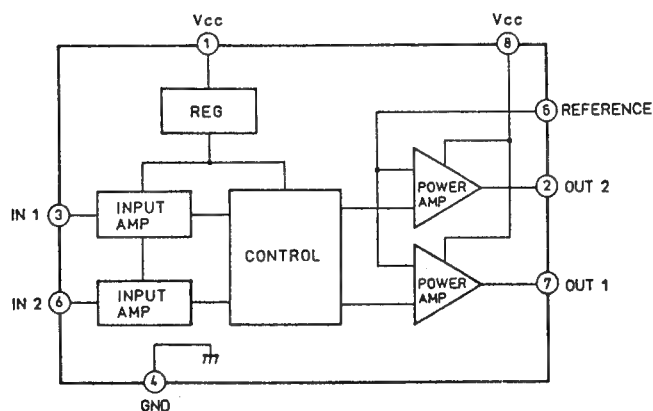 Vcc
Vcc
1
8
REG
5 REFERENCE
POWER
AMP
2 OUT 2
IN 1 3
INPUT
AMP
CONTROL
POWER
AMP
7 OUT 1
IN 2 6
INPUT
AMP
4
GND